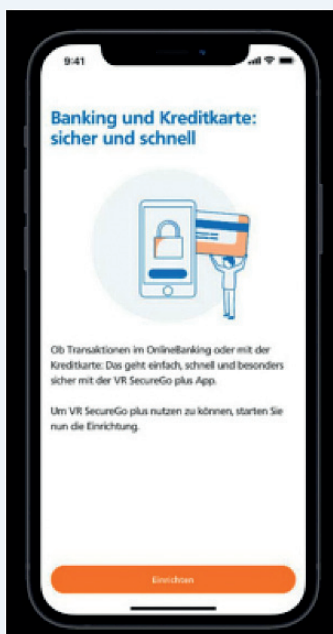 9:41
Banking und Kreditkarte:
sicher und schnell
Ob Transaktionen im OnlineBanking oder mit der
Kreditkarte: Das geht einfach, schnell und besonders
sicher mit der VR SecureGo plus App.
Um VR SecureGo plus nutzen zu können, starten Sie
nun die Einrichtung.
Einrichten